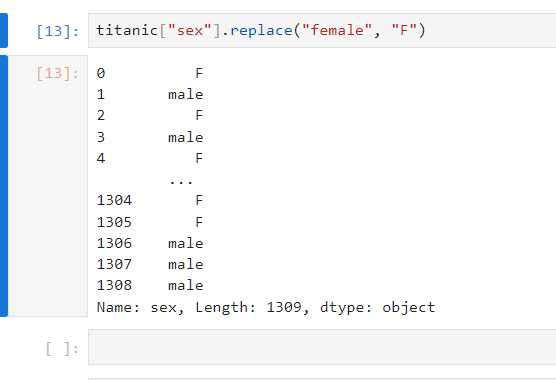 [13]: titanic["sex"].replace("female", "F")
[13]: 0 F
1 male
2 F
3 male
4 F
...
1304 F
1305 F
1306 male
1307 male
1308 male
Name: sex, Length: 1309, dtype: object
[ ]: